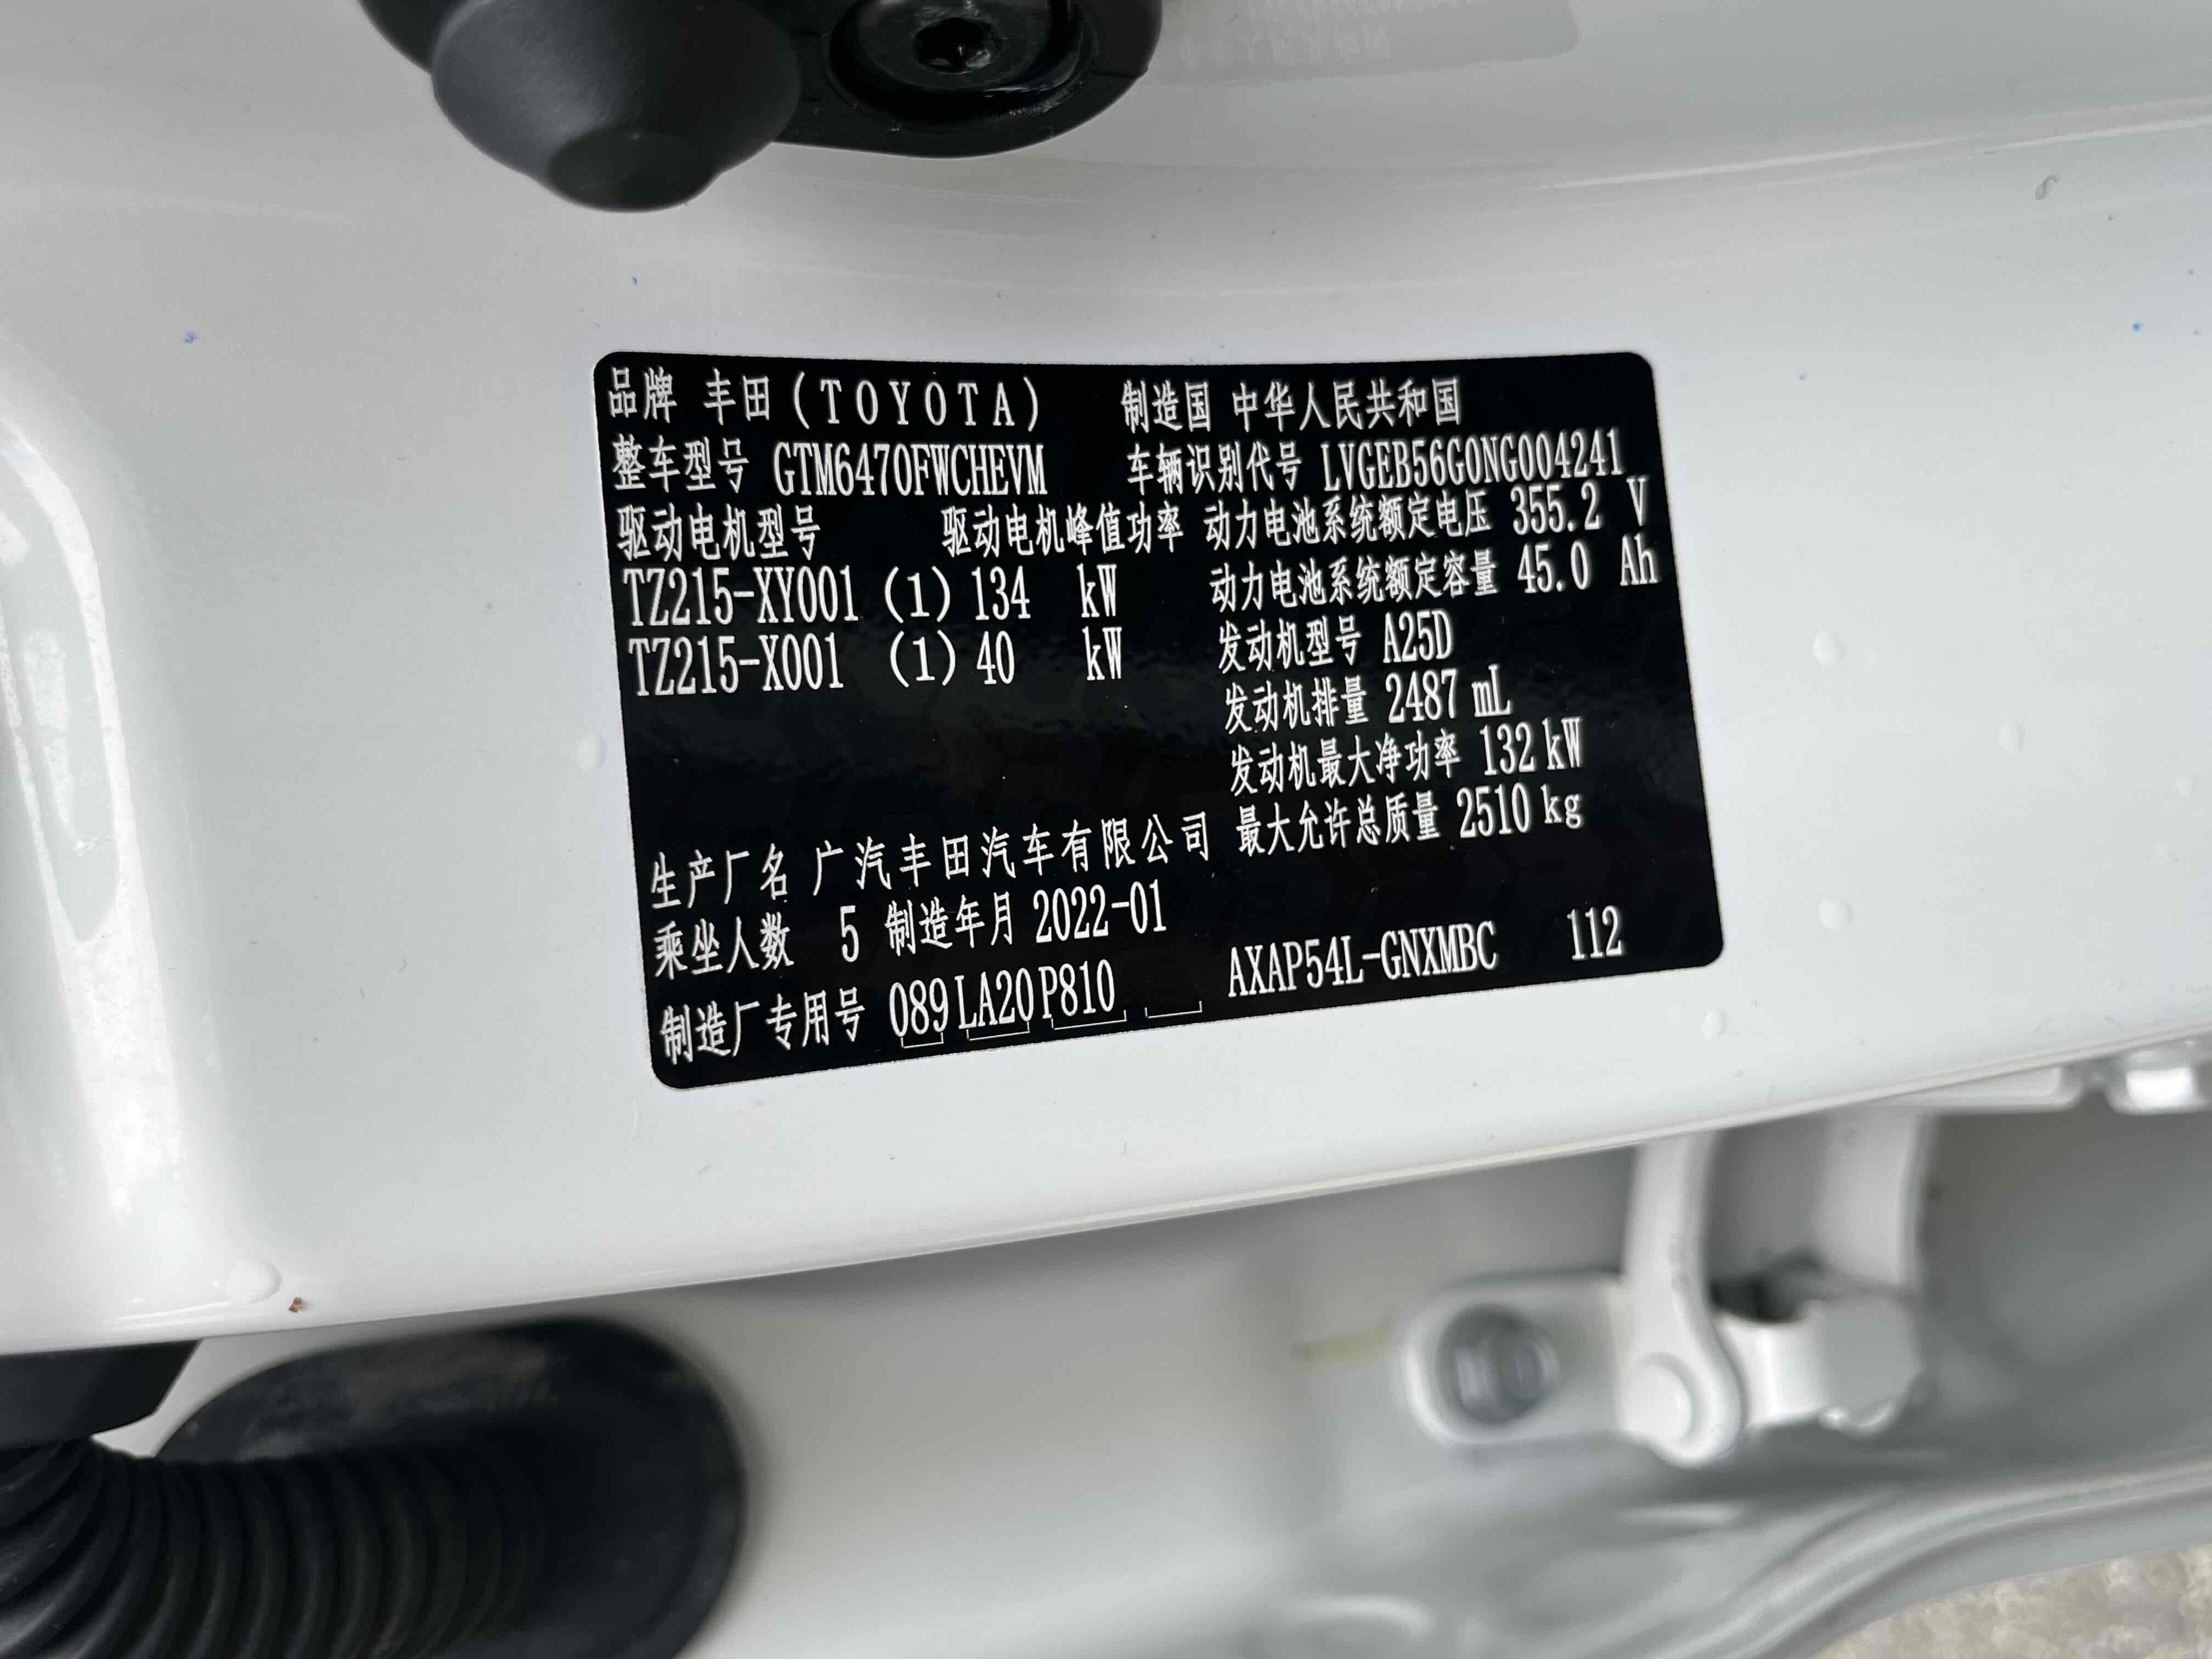 品牌 丰田(TOYOTA) 制造国 中华人民共和国
整车型号 GTM6470FWCHEVM 车辆识别代号 LVGEB56G0NG004241
驱动电机型号 驱动电机峰值功率 动力电池系统额定电压 355.2 V
TZ215-XY001 (1) 134 kW 动力电池系统额定容量 45.0 Ah
TZ215-X001 (1) 40 kW 发动机型号 A25D
发动机排量 2487 mL
发动机最大净功率 132 kW
生产厂名 广汽丰田汽车有限公司 最大允许总质量 2510 kg
乘坐人数 5 制造年月 2022-01
制造厂专用号 089 LA20 P810 AXAP54L-GNXMBC 112